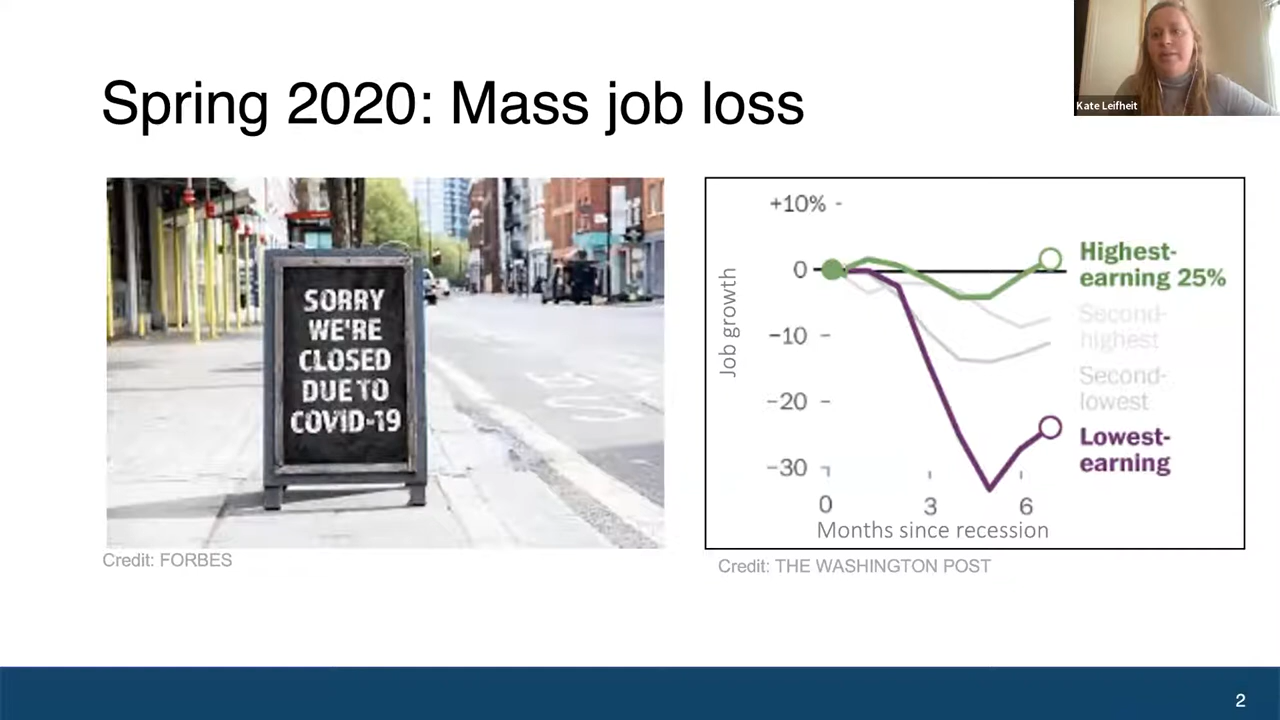 Kate Leifheit
Spring 2020: Mass job loss
SORRY
WE'RE
CLOSED
DUE TO
COVID-19
Credit: FORBES
+10%
0
-10
-20
-30
0
3
6
Job growth
Months since recession
Highest-
earning 25%
Second-
highest
Second-
lowest
Lowest-
earning
Credit: THE WASHINGTON POST
2